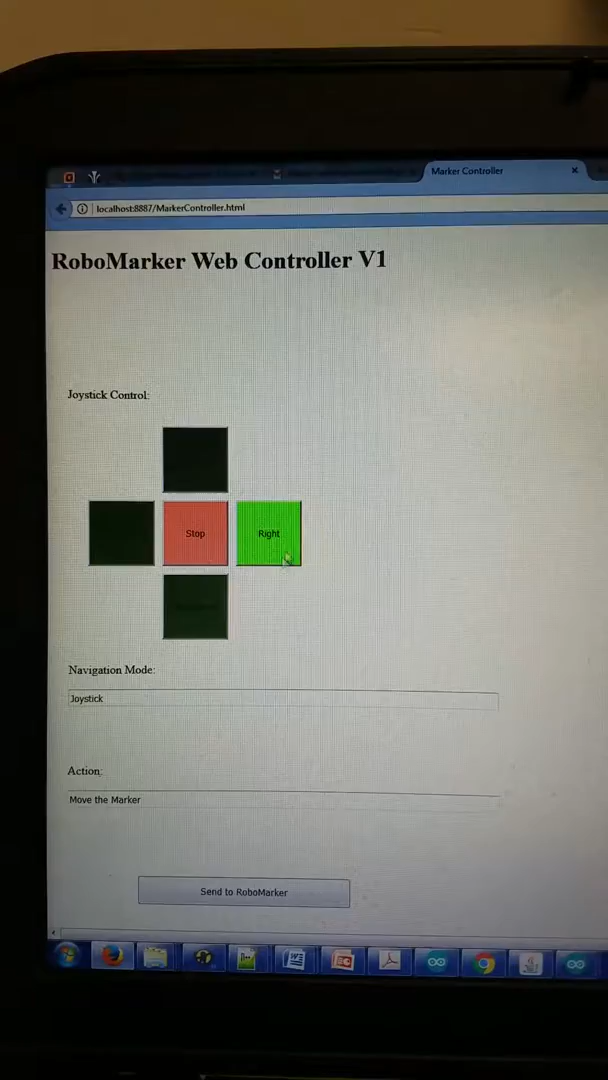 Marker Controller
localhost:8887/MarkerController.html
RoboMarker Web Controller V1
Joystick Control:
Stop
Right
Navigation Mode:
Joystick
Action:
Move the Marker
Send to RoboMarker